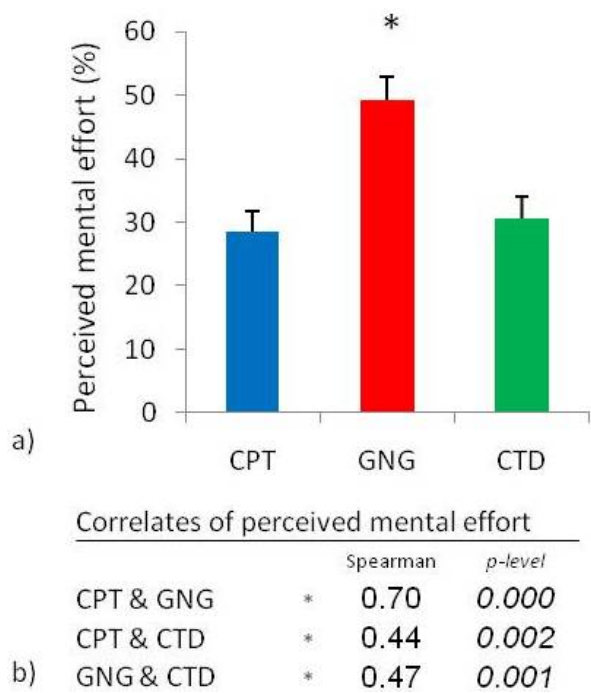 Perceived mental effort (%)
60
*
50
40
30
20
10
0
CPT GNG CTD
a)
Correlates of perceived mental effort
Spearman p-level
CPT & GNG * 0.70 0.000
CPT & CTD * 0.44 0.002
b) GNG & CTD * 0.47 0.001